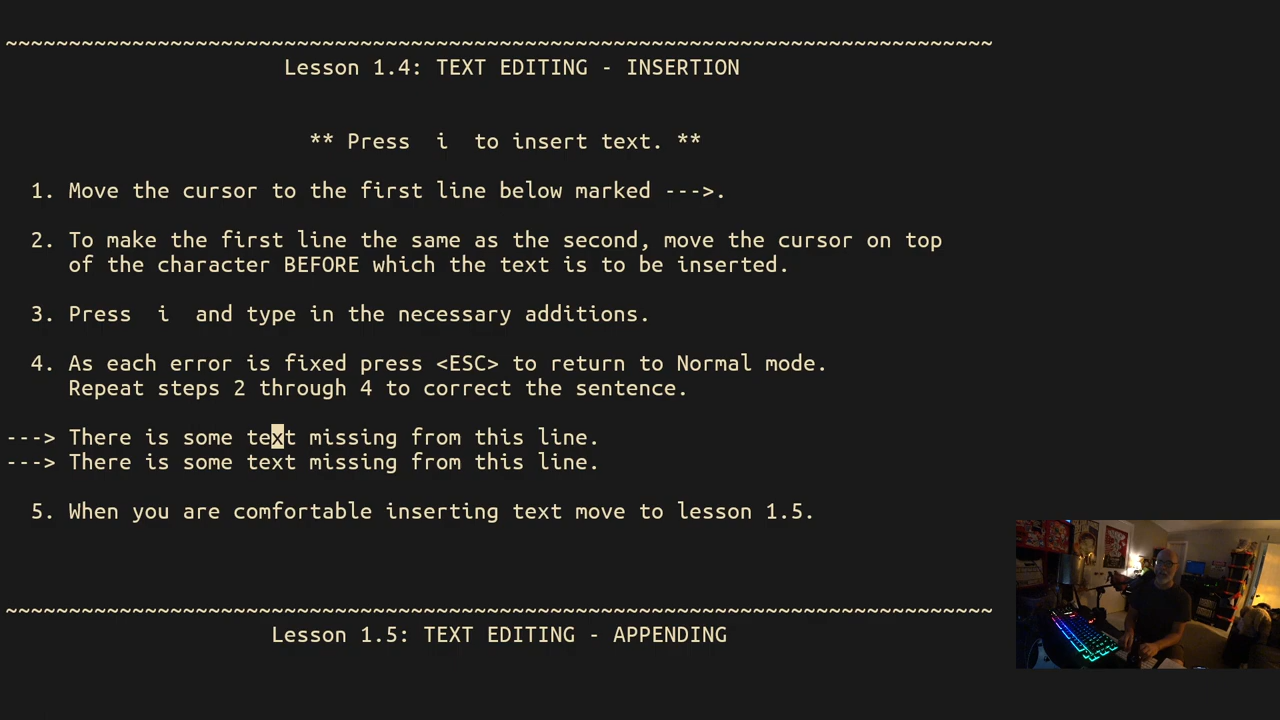 ~~~~~~~~~~~~~~~~~~~~~~~~~~~~~~~~~~~~~~~~~~~~~~~~~~~~~~~~~~~~~~~~~~~~~~~~~~~~~~
Lesson 1.4: TEXT EDITING - INSERTION
** Press  i  to insert text. **
1. Move the cursor to the first line below marked --->.
2. To make the first line the same as the second, move the cursor on top
of the character BEFORE which the text is to be inserted.
3. Press  i  and type in the necessary additions.
4. As each error is fixed press <ESC> to return to Normal mode.
Repeat steps 2 through 4 to correct the sentence.
---> There is some text missing from this line.
---> There is some text missing from this line.
5. When you are comfortable inserting text move to lesson 1.5.
~~~~~~~~~~~~~~~~~~~~~~~~~~~~~~~~~~~~~~~~~~~~~~~~~~~~~~~~~~~~~~~~~~~~~~~~~~~~~~
Lesson 1.5: TEXT EDITING - APPENDING